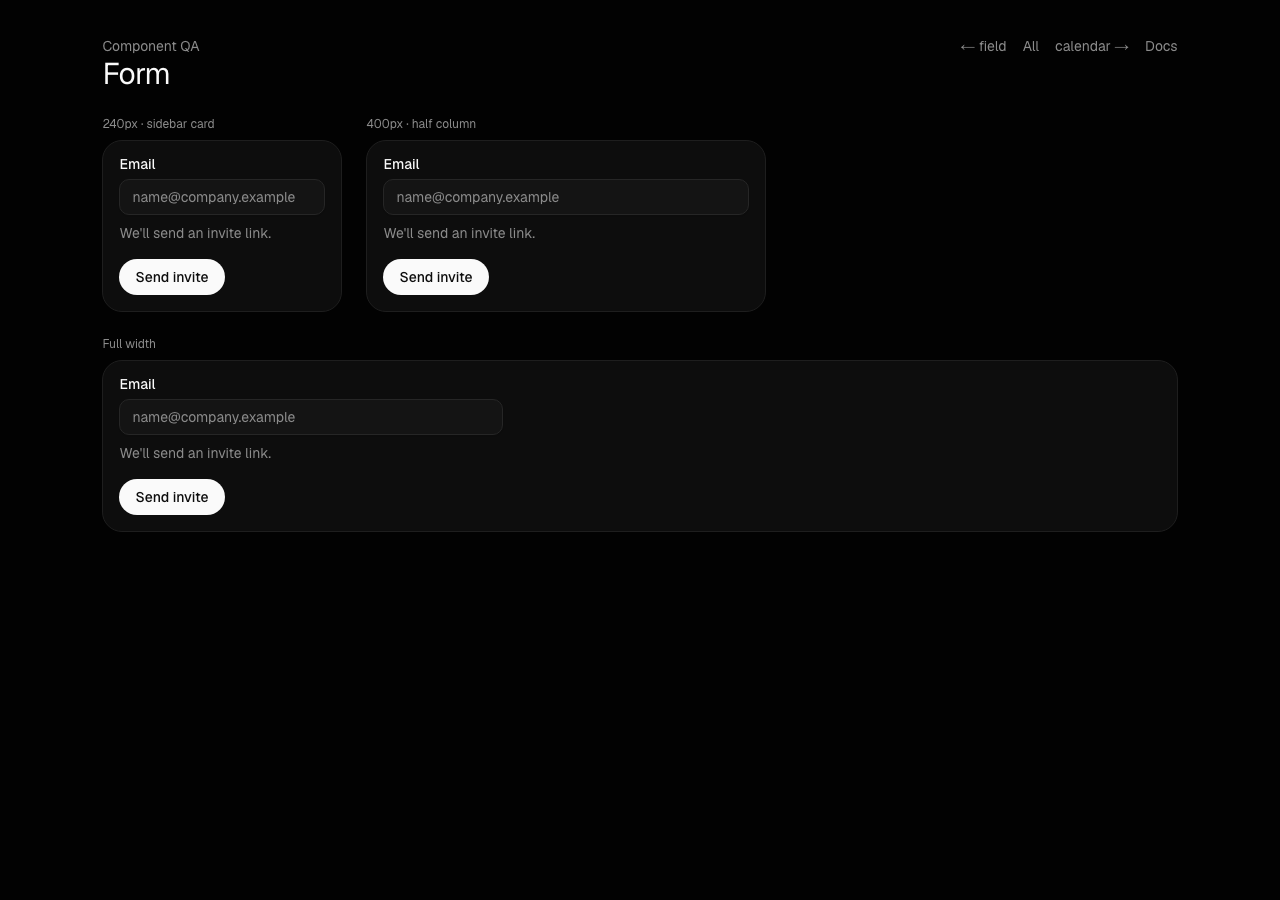 Component QA
← field All calendar → Docs
Form
240px · sidebar card
400px · half column
Email
name@company.example
We'll send an invite link.
Send invite
Email
name@company.example
We'll send an invite link.
Send invite
Full width
Email
name@company.example
We'll send an invite link.
Send invite